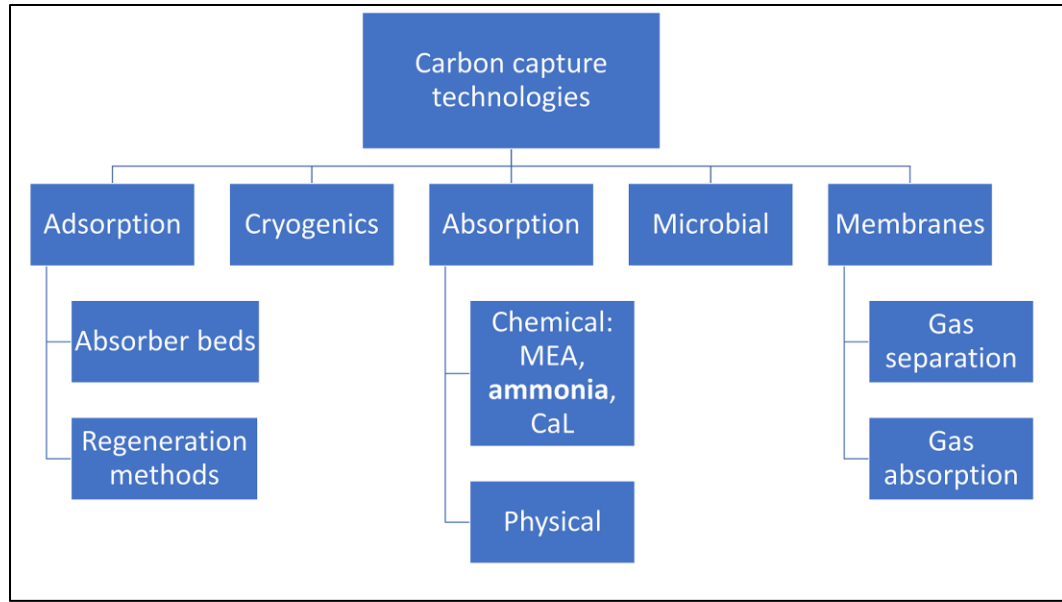 Carbon capture
technologies
Adsorption
Cryogenics
Absorption
Microbial
Membranes
Absorber beds
Regeneration
methods
Chemical:
MEA,
ammonia,
CaL
Physical
Gas
separation
Gas
absorption